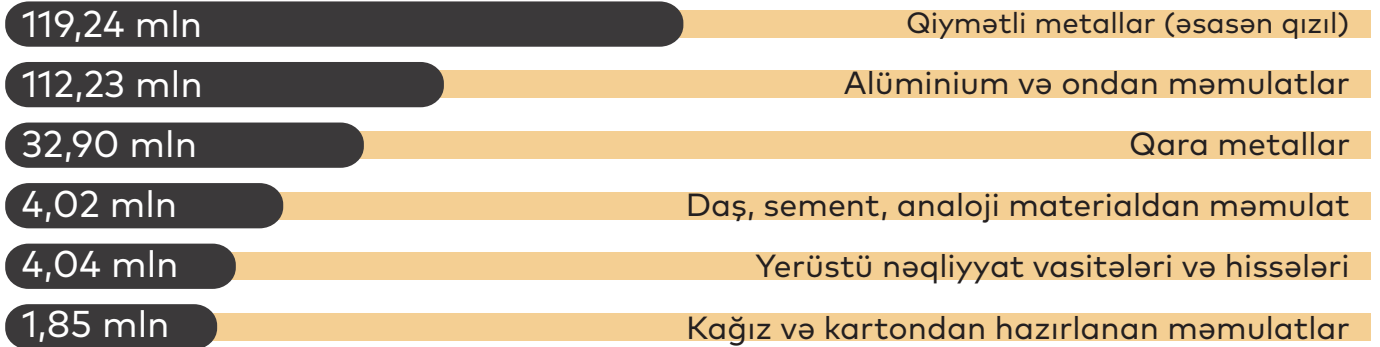 119,24 mln Qiymətli metallar (əsasən qızıl)
112,23 mln Alüminium və ondan məmulatlar
32,90 mln Qara metallar
4,02 mln Daş, sement, analoji materialdan məmulat
4,04 mln Yerüstü nəqliyyat vasitələri və hissələri
1,85 mln Kağız və kartondan hazırlanan məmulatlar